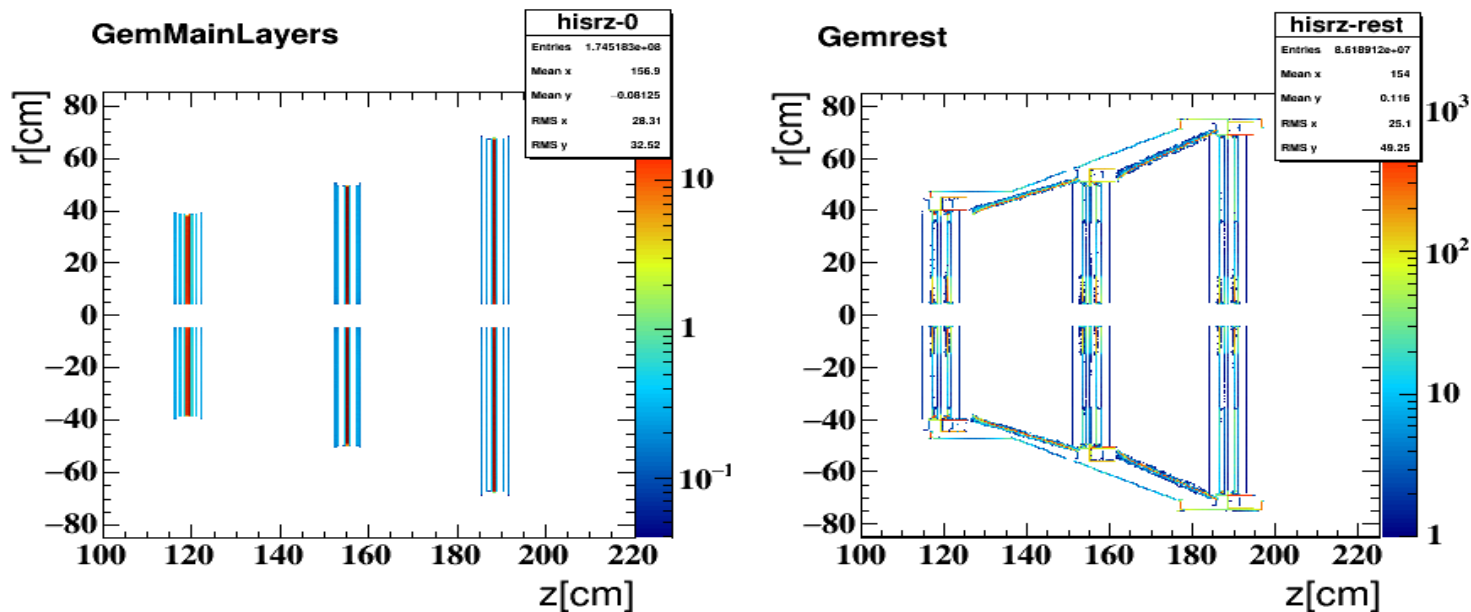 GemMainLayers
hisrz-0
Entries 1.745183e+08
Mean x 156.9
Mean y −0.08125
RMS x 28.31
RMS y 32.52
r[cm]
80
60
40
20
0
−20
−40
−60
−80
100 120 140 160 180 200 220
z[cm]
10
1
10⁻¹
Gemrest
hisrz-rest
Entries 8.618912e+07
Mean x 154
Mean y 0.116
RMS x 25.1
RMS y 49.25
r[cm]
80
60
40
20
0
−20
−40
−60
−80
100 120 140 160 180 200 220
z[cm]
10³
10²
10
1